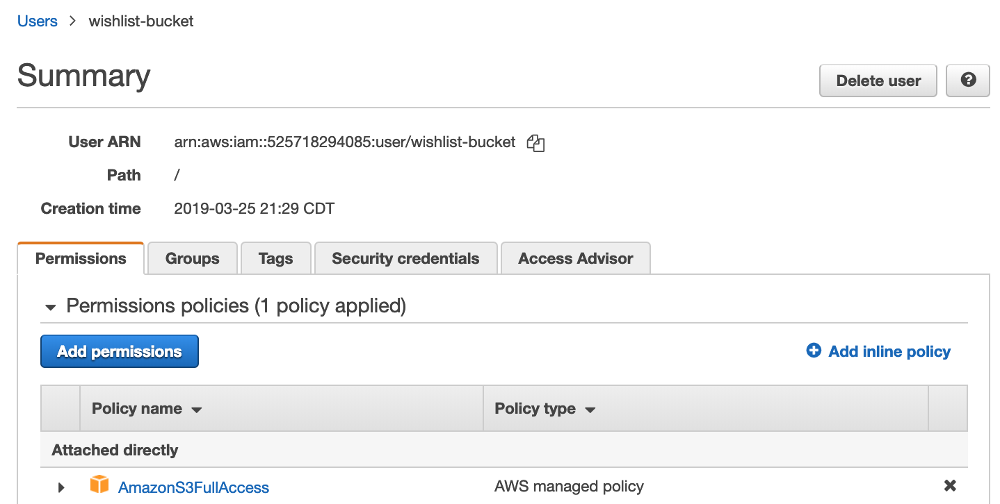 Users > wishlist-bucket
Summary
Delete user
User ARN arn:aws:iam::525718294085:user/wishlist-bucket
Path /
Creation time 2019-03-25 21:29 CDT
Permissions Groups Tags Security credentials Access Advisor
Permissions policies (1 policy applied)
Add permissions Add inline policy
Policy name Policy type
Attached directly
AmazonS3FullAccess AWS managed policy